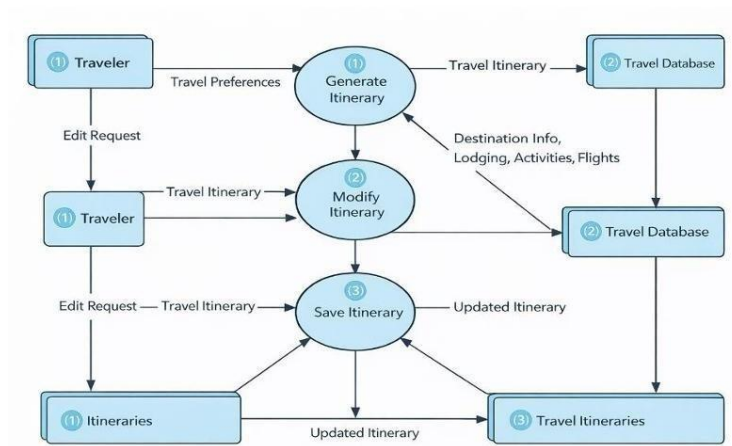 (1) Traveler
Travel Preferences
(1)
Generate
Itinerary
Travel Itinerary
(2) Travel Database
Edit Request
Destination Info,
Lodging, Activities, Flights
(1) Traveler
Travel Itinerary
(2)
Modify
Itinerary
(2) Travel Database
Edit Request
Travel Itinerary
(3)
Save Itinerary
Updated Itinerary
(1) Itineraries
Updated Itinerary
(3) Travel Itineraries